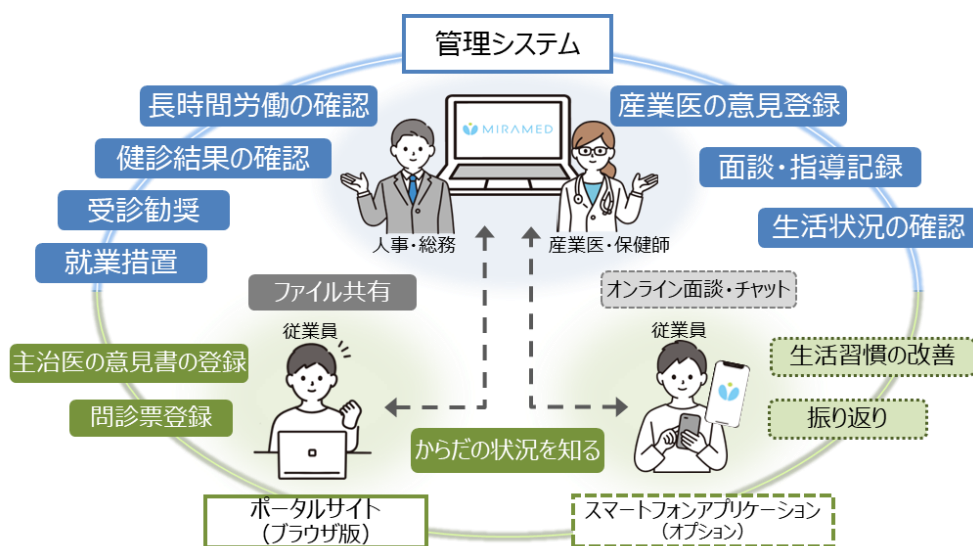 管理システム
長時間労働の確認
健診結果の確認
受診勧奨
就業措置
MIRAMED
産業医の意見登録
面談・指導記録
生活状況の確認
人事・総務
産業医・保健師
ファイル共有
オンライン面談・チャット
従業員
主治医の意見書の登録
問診票登録
従業員
生活習慣の改善
振り返り
からだの状況を知る
ポータルサイト
(ブラウザ版)
スマートフォンアプリケーション
(オプション)